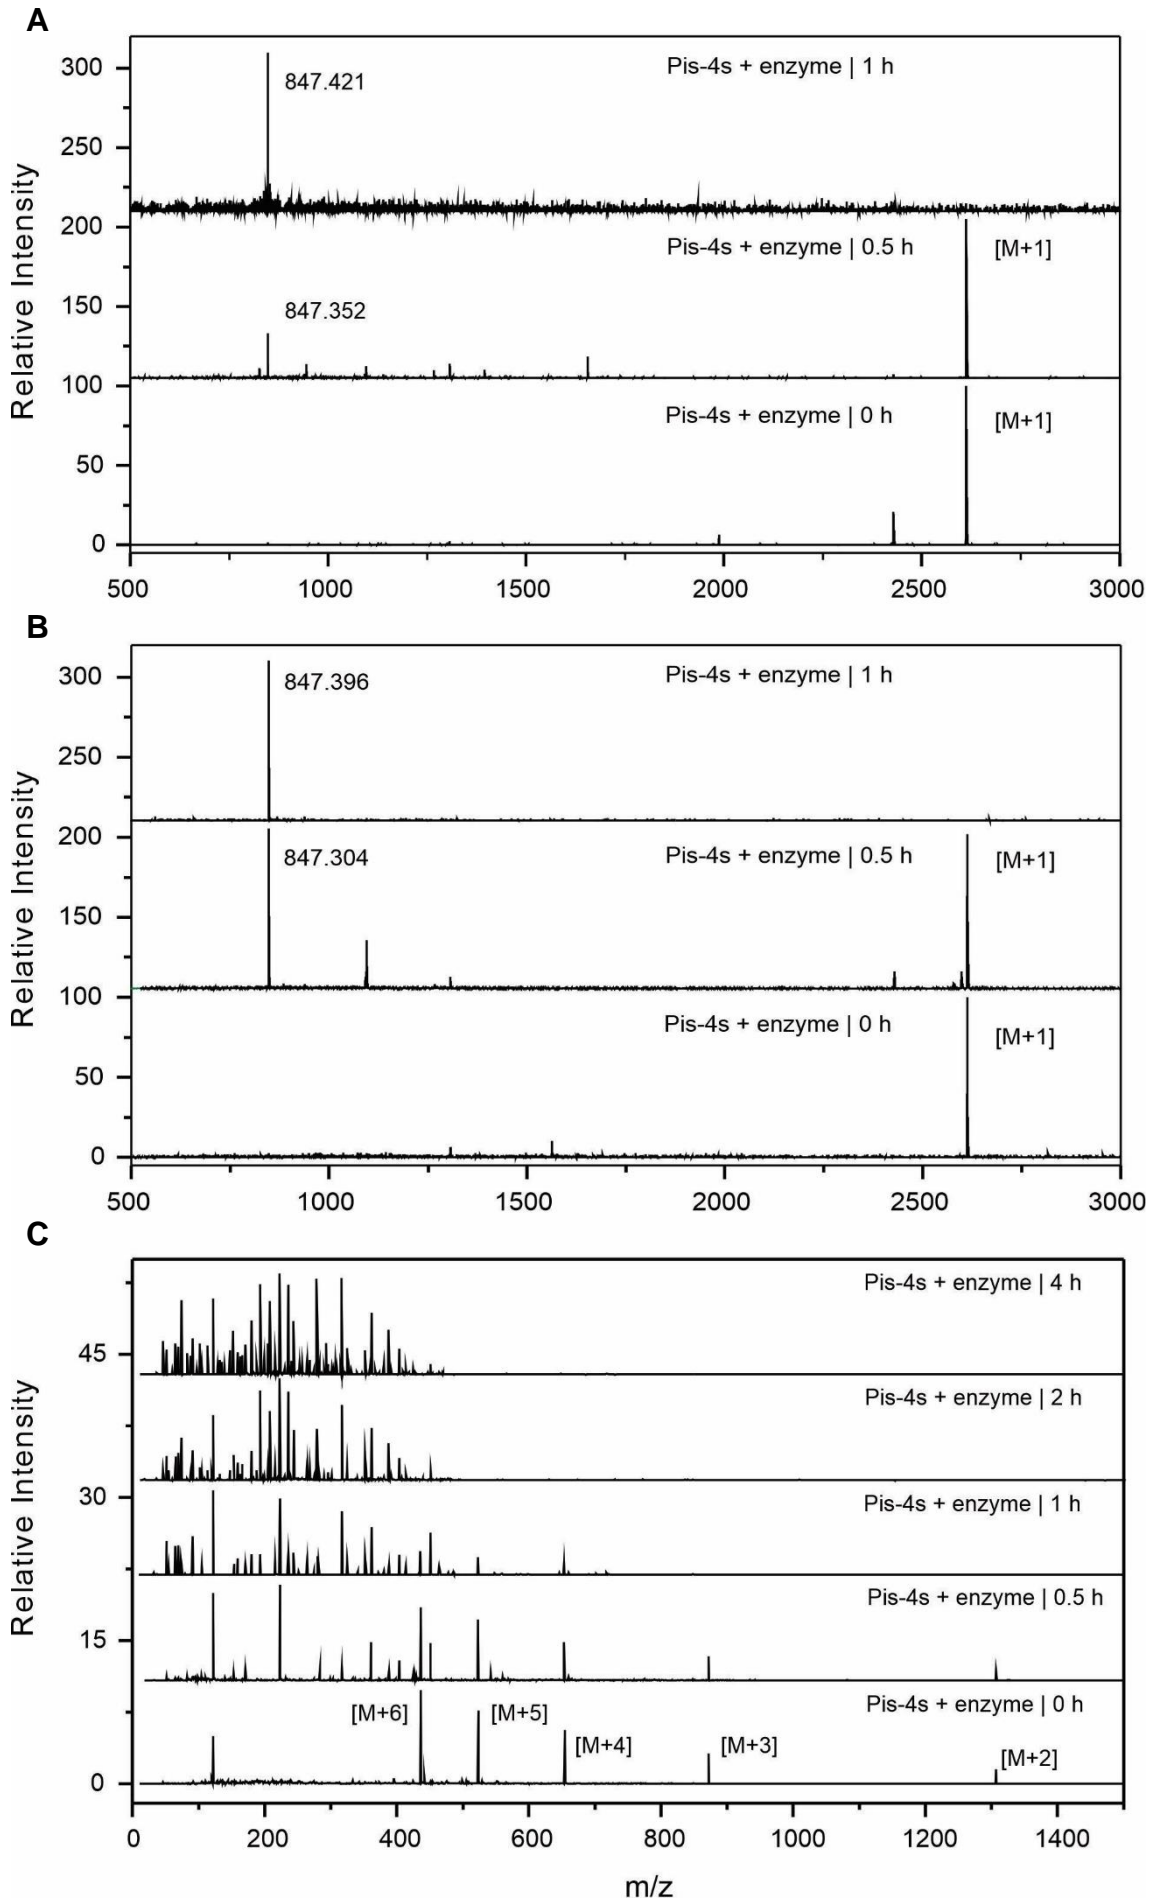 A
Relative Intensity
300
250
200
150
100
50
0
847.421
Pis-4s + enzyme | 1 h
Pis-4s + enzyme | 0.5 h
[M+1]
847.352
Pis-4s + enzyme | 0 h
[M+1]
500 1000 1500 2000 2500 3000
B
Relative Intensity
300
250
200
150
100
50
0
847.396
Pis-4s + enzyme | 1 h
847.304
Pis-4s + enzyme | 0.5 h
[M+1]
Pis-4s + enzyme | 0 h
[M+1]
500 1000 1500 2000 2500 3000
C
Relative Intensity
45
30
15
0
Pis-4s + enzyme | 4 h
Pis-4s + enzyme | 2 h
Pis-4s + enzyme | 1 h
Pis-4s + enzyme | 0.5 h
Pis-4s + enzyme | 0 h
[M+6]
[M+5]
[M+4]
[M+3]
[M+2]
0 200 400 600 800 1000 1200 1400
m/z